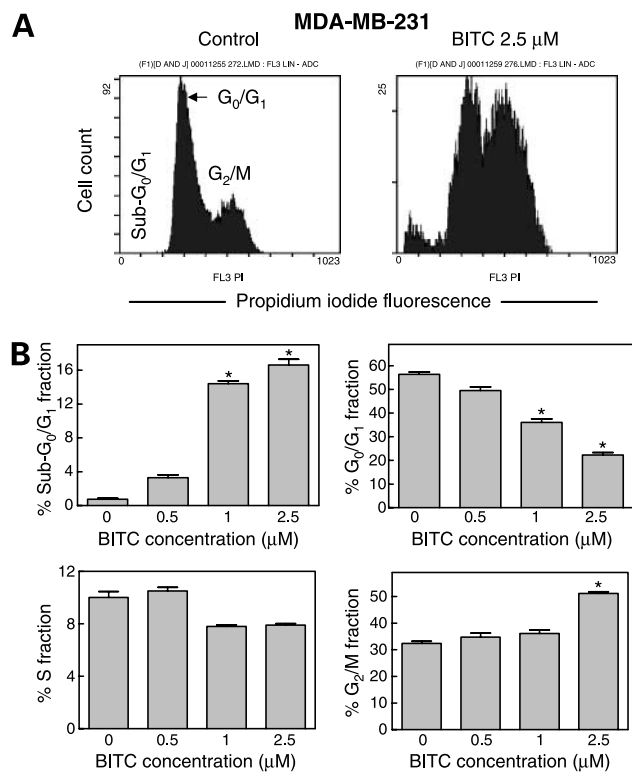 A
MDA-MB-231
Control
BITC 2.5 μM
(F1)[D AND J] 00011255 272.LMD : FL3 LIN - ADC
(F1)[D AND J] 00011259 276.LMD : FL3 LIN - ADC
92
25
Cell count
Sub-G0/G1
G0/G1
G2/M
0
1023
0
1023
FL3 PI
FL3 PI
Propidium iodide fluorescence
B
% Sub-G0/G1 fraction
16
12
8
4
0
* *
0 0.5 1 2.5
BITC concentration (μM)
% G0/G1 fraction
60
50
40
30
20
10
0
* *
0 0.5 1 2.5
BITC concentration (μM)
% S fraction
12
8
4
0
0 0.5 1 2.5
BITC concentration (μM)
% G2/M fraction
50
40
30
20
10
0
*
0 0.5 1 2.5
BITC concentration (μM)